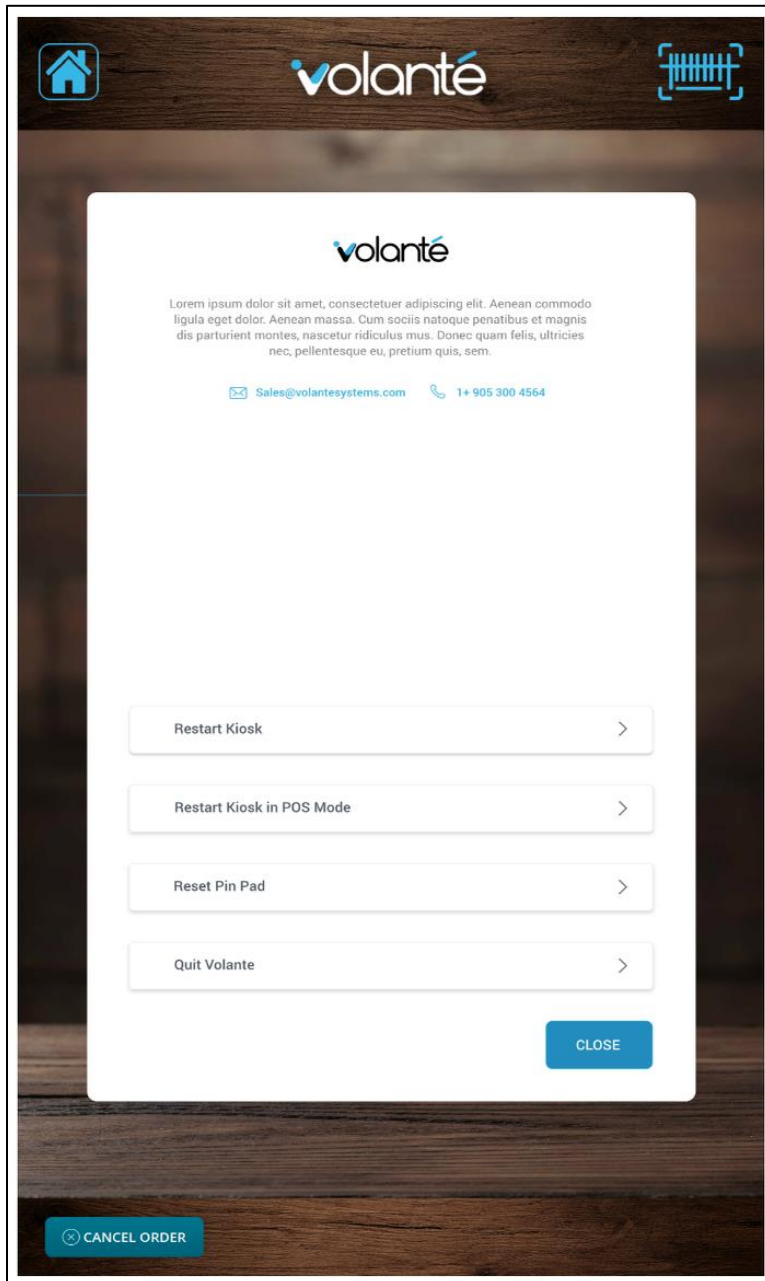 volanté
volanté
Lorem ipsum dolor sit amet, consectetuer adipiscing elit. Aenean commodo
ligula eget dolor. Aenean massa. Cum sociis natoque penatibus et magnis
dis parturient montes, nascetur ridiculus mus. Donec quam felis, ultricies
nec, pellentesque eu, pretium quis, sem.
Sales@volantesystems.com 1+ 905 300 4564
Restart Kiosk
Restart Kiosk in POS Mode
Reset Pin Pad
Quit Volante
CLOSE
CANCEL ORDER